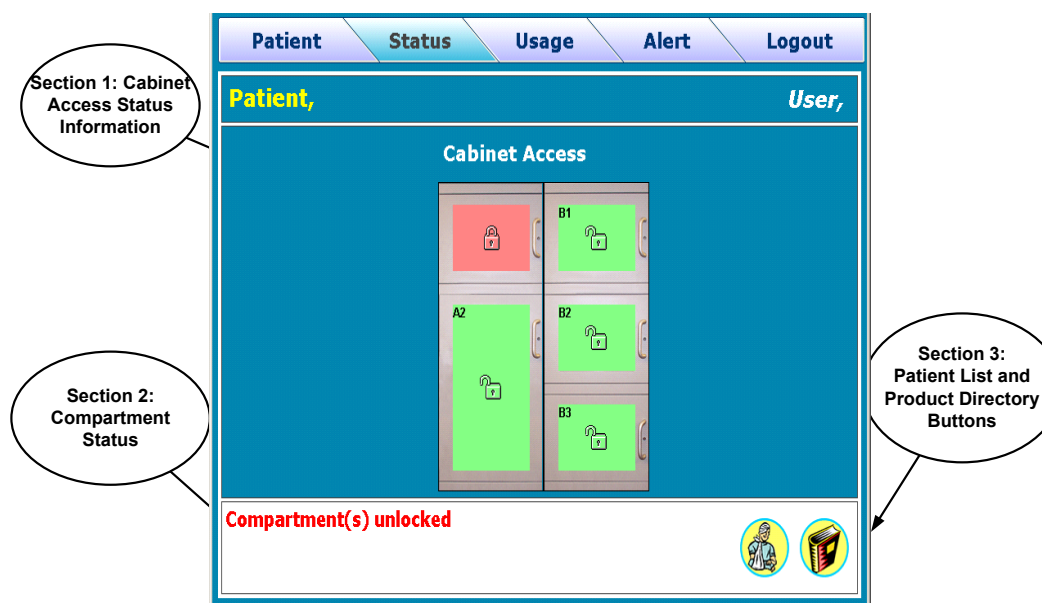 Patient
Status
Usage
Alert
Logout
Section 1: Cabinet
Access Status
Information
Patient,
User,
Cabinet Access
B1
A2
B2
B3
Section 2:
Compartment
Status
Section 3:
Patient List and
Product Directory
Buttons
Compartment(s) unlocked